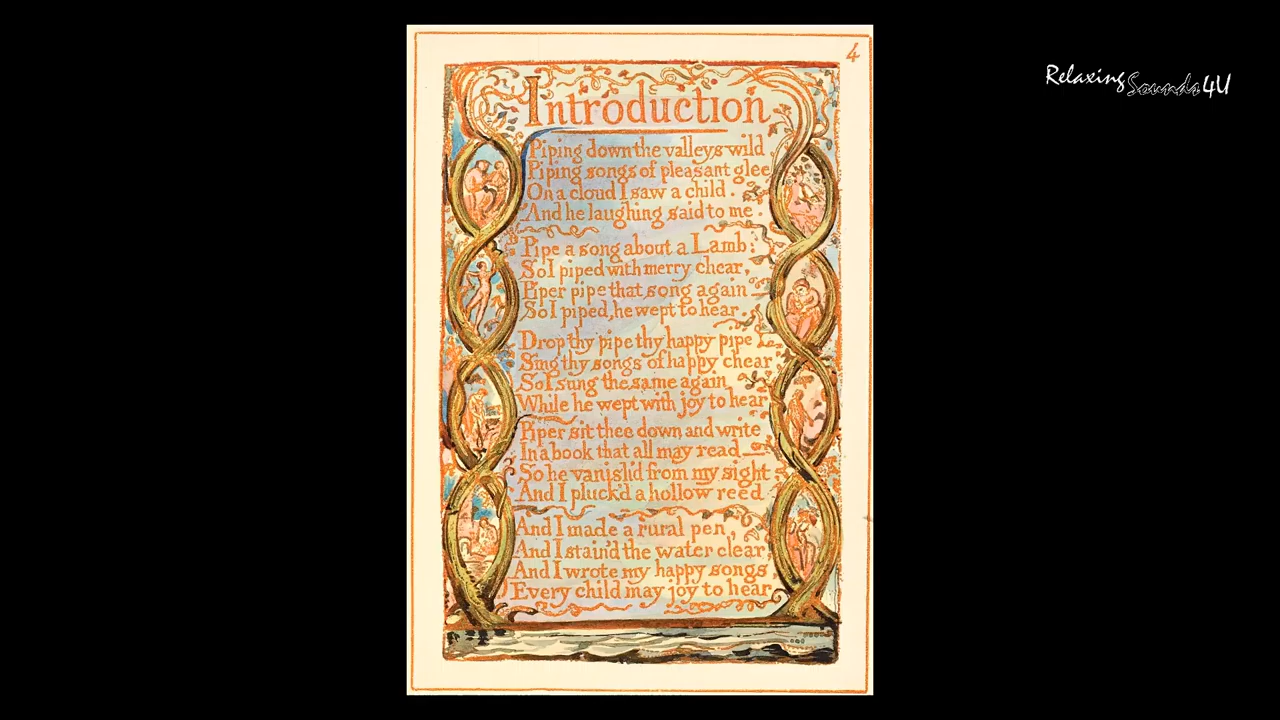 4
Relaxing
Sounds4U
Introduction
Piping down the valleys wild
Piping songs of pleasant glee
On a cloud I saw a child.
And he laughing said to me.
Pipe a song about a Lamb:
So I piped with merry chear,
Piper pipe that song again—
So I piped, he wept to hear.
Drop thy pipe thy happy pipe
Sing thy songs of happy chear
So I sung the same again
While he wept with joy to hear
Piper sit thee down and write
In a book that all may read—
So he vanish'd from my sight
And I pluck'd a hollow reed
And I made a rural pen,
And I stain'd the water clear,
And I wrote my happy songs
Every child may joy to hear